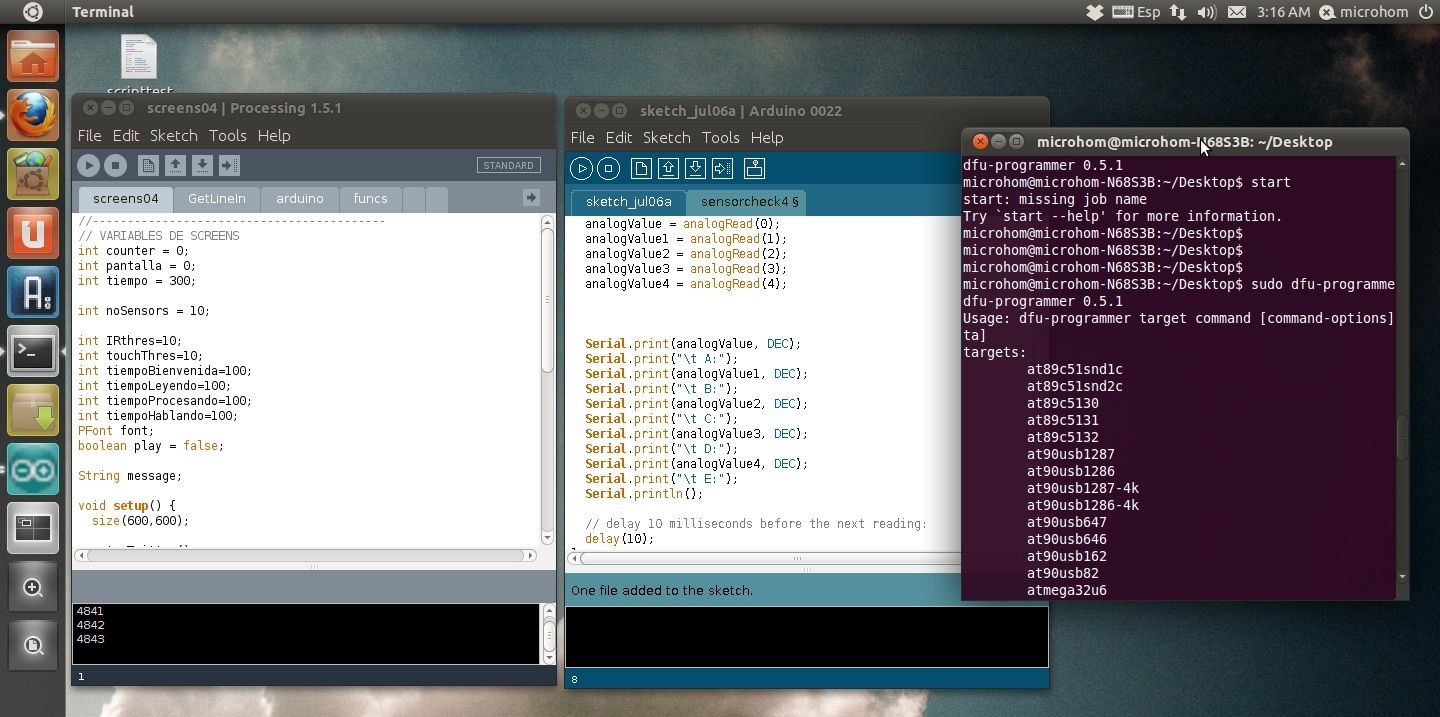 Terminal
Esp
3:16 AM
microhom
screens04 | Processing 1.5.1
File Edit Sketch Tools Help
STANDARD
screens04 GetLineIn arduino funcs
//------------------------------------------
// VARIABLES DE SCREENS
int counter = 0;
int pantalla = 0;
int tiempo = 300;
int noSensors = 10;
int IRthres=10;
int touchThres=10;
int tiempoBienvenida=100;
int tiempoLeyendo=100;
int tiempoProcesando=100;
int tiempoHablando=100;
PFont font;
boolean play = false;
String message;
void setup() {
size(600,600);
4841
4842
4843
1
sketch_jul06a | Arduino 0022
File Edit Sketch Tools Help
sketch_jul06a sensorcheck4 §
analogValue = analogRead(0);
analogValue1 = analogRead(1);
analogValue2 = analogRead(2);
analogValue3 = analogRead(3);
analogValue4 = analogRead(4);
Serial.print(analogValue, DEC);
Serial.print("\t A:");
Serial.print(analogValue1, DEC);
Serial.print("\t B:");
Serial.print(analogValue2, DEC);
Serial.print("\t C:");
Serial.print(analogValue3, DEC);
Serial.print("\t D:");
Serial.print(analogValue4, DEC);
Serial.print("\t E:");
Serial.println();
// delay 10 milliseconds before the next reading:
delay(10);
One file added to the sketch.
8
microhom@microhom-N68S3B: ~/Desktop
dfu-programmer 0.5.1
microhom@microhom-N68S3B:~/Desktop$ start
start: missing job name
Try `start --help' for more information.
microhom@microhom-N68S3B:~/Desktop$
microhom@microhom-N68S3B:~/Desktop$
microhom@microhom-N68S3B:~/Desktop$
microhom@microhom-N68S3B:~/Desktop$ sudo dfu-programme
dfu-programmer 0.5.1
Usage: dfu-programmer target command [command-options]
ta]
targets:
at89c51snd1c
at89c51snd2c
at89c5130
at89c5131
at89c5132
at90usb1287
at90usb1286
at90usb1287-4k
at90usb1286-4k
at90usb647
at90usb646
at90usb162
at90usb82
atmega32u6